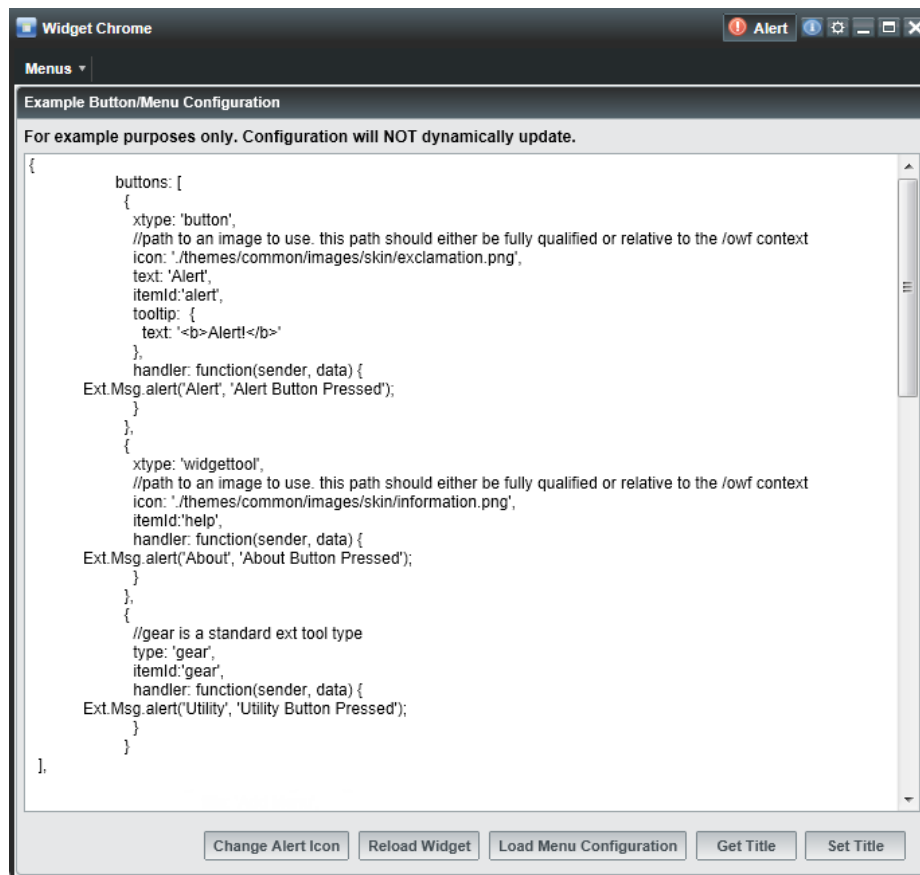 Widget Chrome
Alert
Menus
Example Button/Menu Configuration
For example purposes only. Configuration will NOT dynamically update.
{
buttons: [
{
xtype: 'button',
//path to an image to use. this path should either be fully qualified or relative to the /owf context
icon: './themes/common/images/skin/exclamation.png',
text: 'Alert',
itemId:'alert',
tooltip:  {
text: '<b>Alert!</b>'
},
handler: function(sender, data) {
Ext.Msg.alert('Alert', 'Alert Button Pressed');
}
},
{
xtype: 'widgettool',
//path to an image to use. this path should either be fully qualified or relative to the /owf context
icon: './themes/common/images/skin/information.png',
itemId:'help',
handler: function(sender, data) {
Ext.Msg.alert('About', 'About Button Pressed');
}
},
{
//gear is a standard ext tool type
type: 'gear',
itemId:'gear',
handler: function(sender, data) {
Ext.Msg.alert('Utility', 'Utility Button Pressed');
}
}
],
Change Alert Icon Reload Widget Load Menu Configuration Get Title Set Title